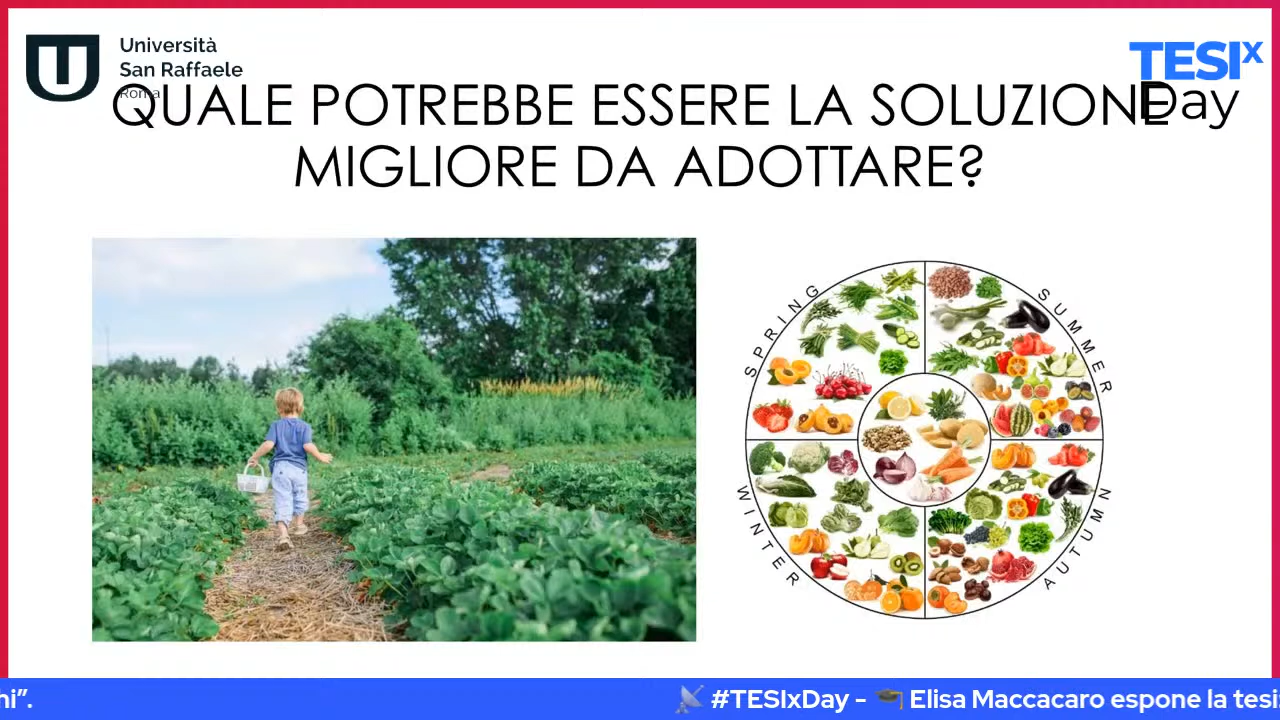 Università
San Raffaele
Roma
TESIx
Day
QUALE POTREBBE ESSERE LA SOLUZIONE
MIGLIORE DA ADOTTARE?
SPRING
SUMMER
WINTER
AUTUMN
hi”.
#TESIxDay - Elisa Maccacaro espone la tesi